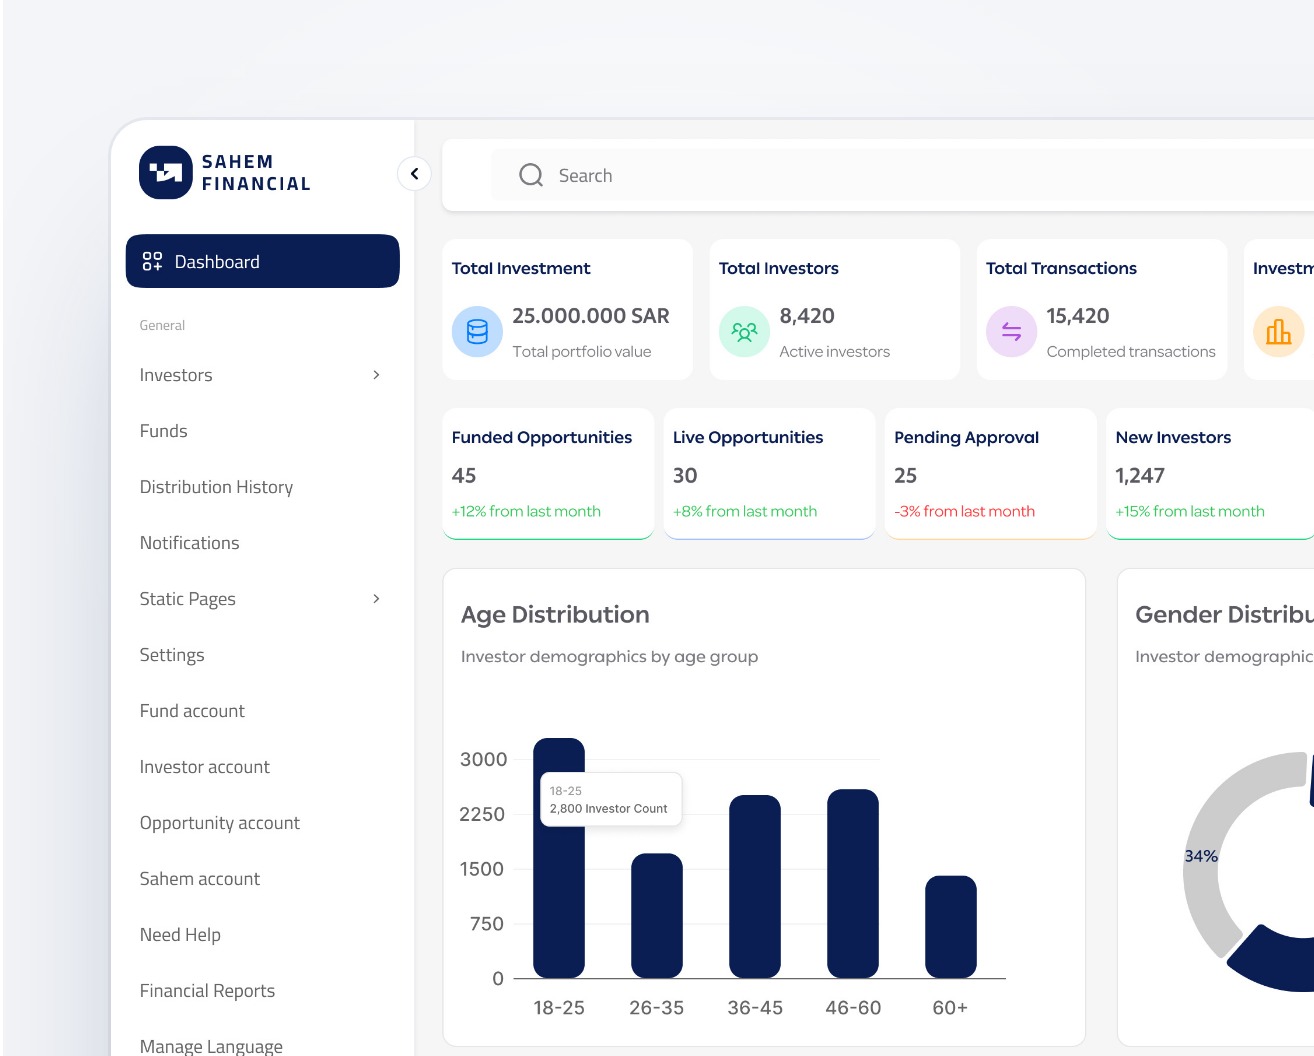 SAHEM
FINANCIAL
Search
Dashboard
General
Investors
Funds
Distribution History
Notifications
Static Pages
Settings
Fund account
Investor account
Opportunity account
Sahem account
Need Help
Financial Reports
Manage Language
Total Investment
25.000.000 SAR
Total portfolio value
Total Investors
8,420
Active investors
Total Transactions
15,420
Completed transactions
Investm
Funded Opportunities
45
+12% from last month
Live Opportunities
30
+8% from last month
Pending Approval
25
-3% from last month
New Investors
1,247
+15% from last month
Age Distribution
Investor demographics by age group
3000
2250
1500
750
0
18-25
2,800 Investor Count
18-25 26-35 36-45 46-60 60+
Gender Distribu
Investor demographic
34%